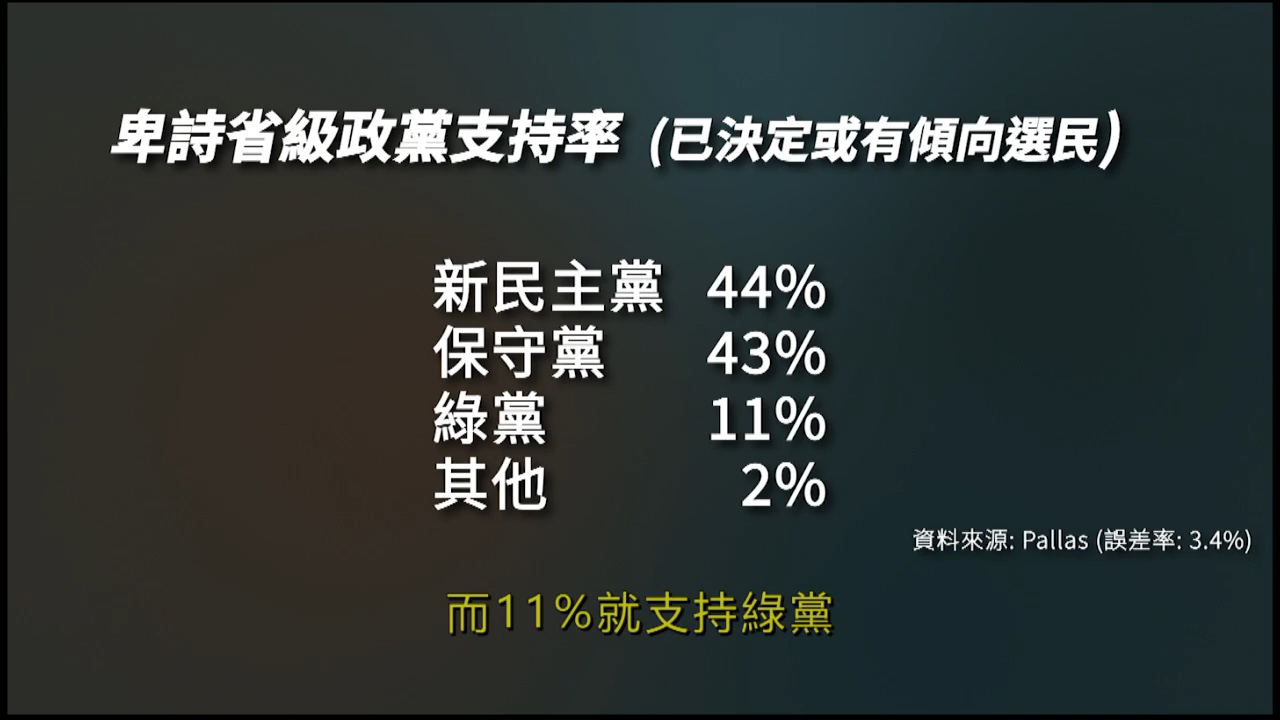 卑詩省級政黨支持率 (已決定或有傾向選民)
新民主黨 44%
保守黨 43%
綠黨 11%
其他 2%
資料來源: Pallas (誤差率: 3.4%)
而11%就支持綠黨